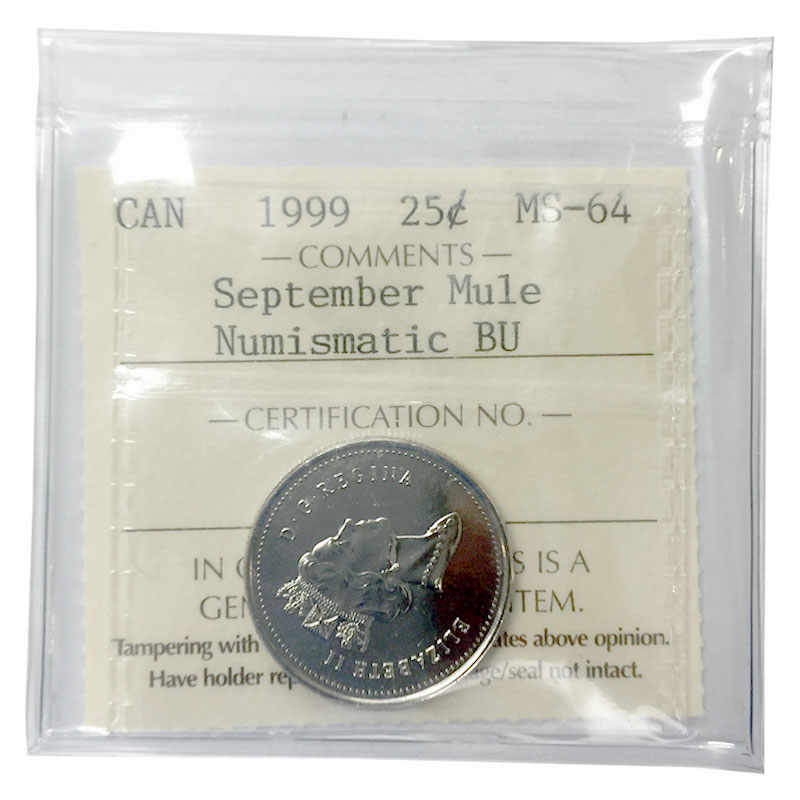 CAN 1999 25¢ MS-64
— COMMENTS —
September Mule
Numismatic BU
— CERTIFICATION NO. —
D·G·REGINA
ELIZABETH II
IN S IS A
GEN ITEM.
Tampering with ates above opinion.
Have holder rep ge/seal not intact.